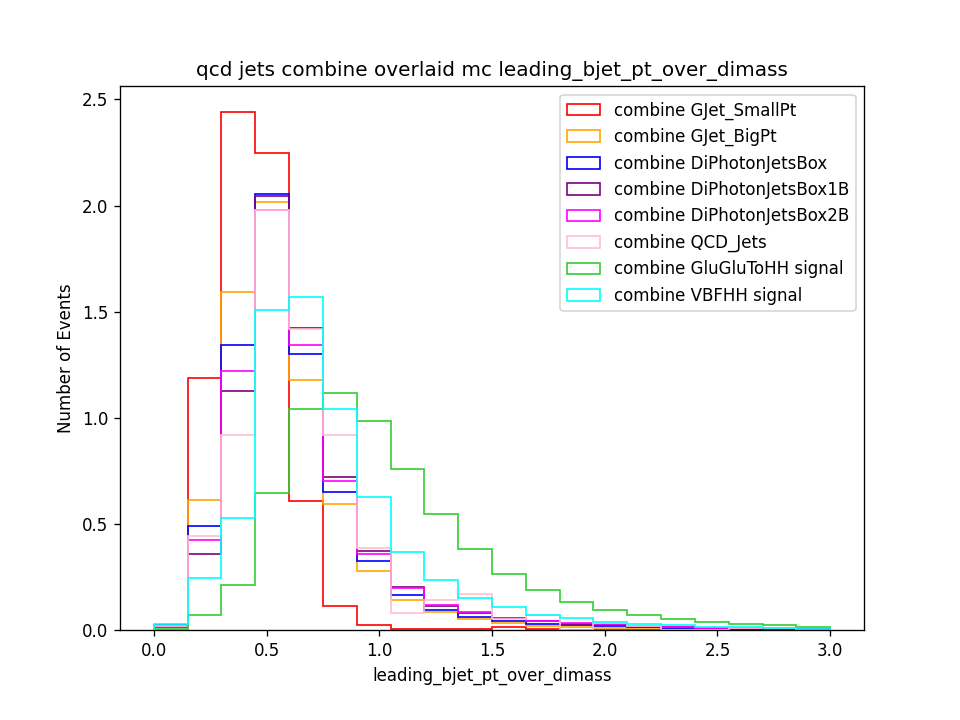 qcd jets combine overlaid mc leading_bjet_pt_over_dimass
combine GJet_SmallPt
combine GJet_BigPt
combine DiPhotonJetsBox
combine DiPhotonJetsBox1B
combine DiPhotonJetsBox2B
combine QCD_Jets
combine GluGluToHH signal
combine VBFHH signal
Number of Events
2.5
2.0
1.5
1.0
0.5
0.0
0.0 0.5 1.0 1.5 2.0 2.5 3.0
leading_bjet_pt_over_dimass